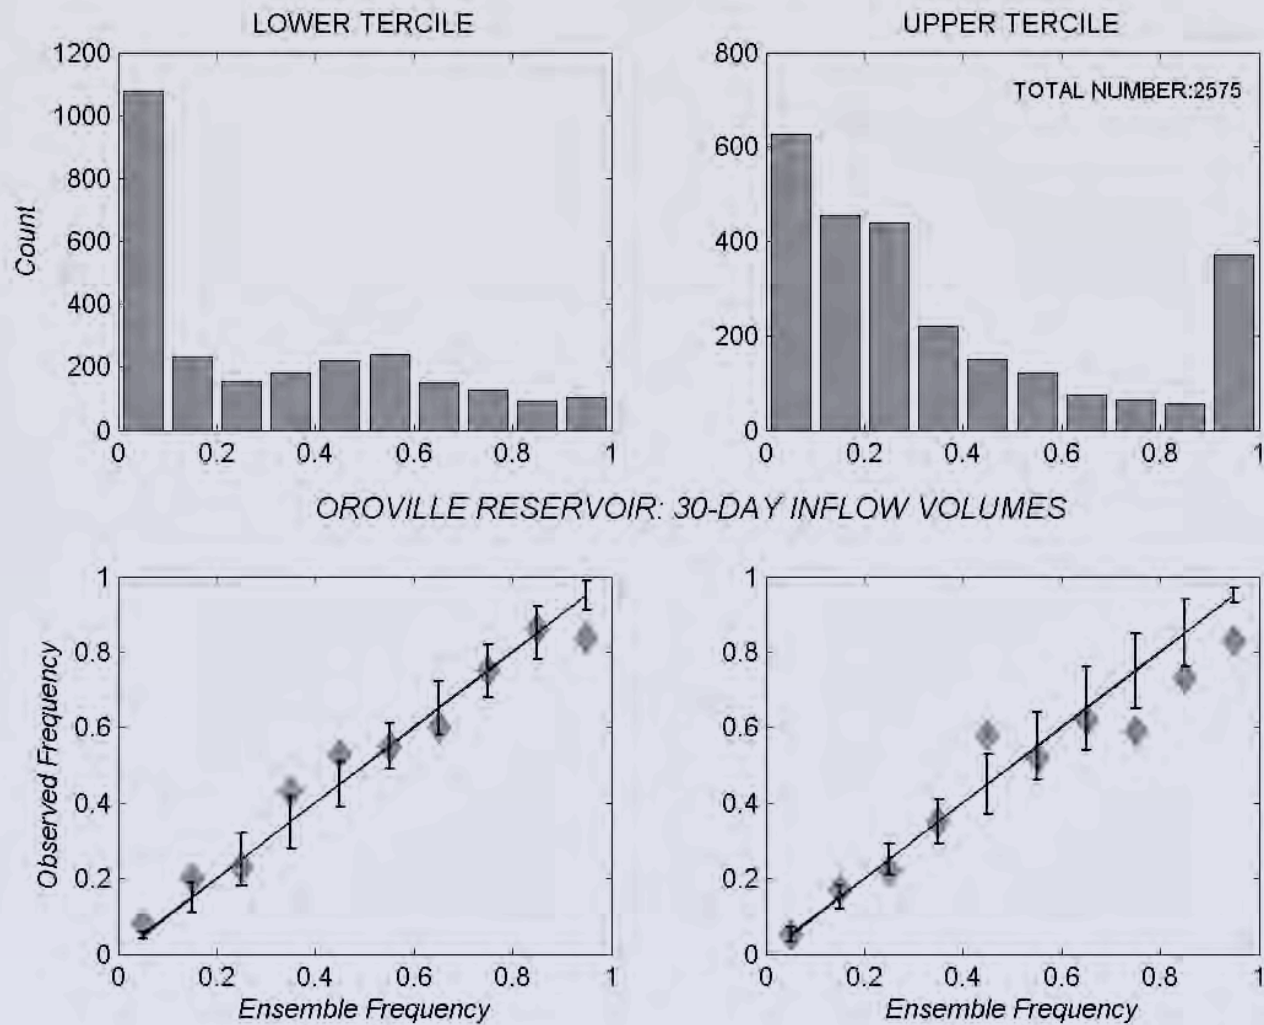 LOWER TERCILE
UPPER TERCILE
1200
1000
800
600
400
200
0
Count
0 0.2 0.4 0.6 0.8 1
800
600
400
200
0
TOTAL NUMBER:2575
0 0.2 0.4 0.6 0.8 1
OROVILLE RESERVOIR: 30-DAY INFLOW VOLUMES
1
0.8
0.6
0.4
0.2
0
Observed Frequency
0 0.2 0.4 0.6 0.8 1
Ensemble Frequency
1
0.8
0.6
0.4
0.2
0
0 0.2 0.4 0.6 0.8 1
Ensemble Frequency